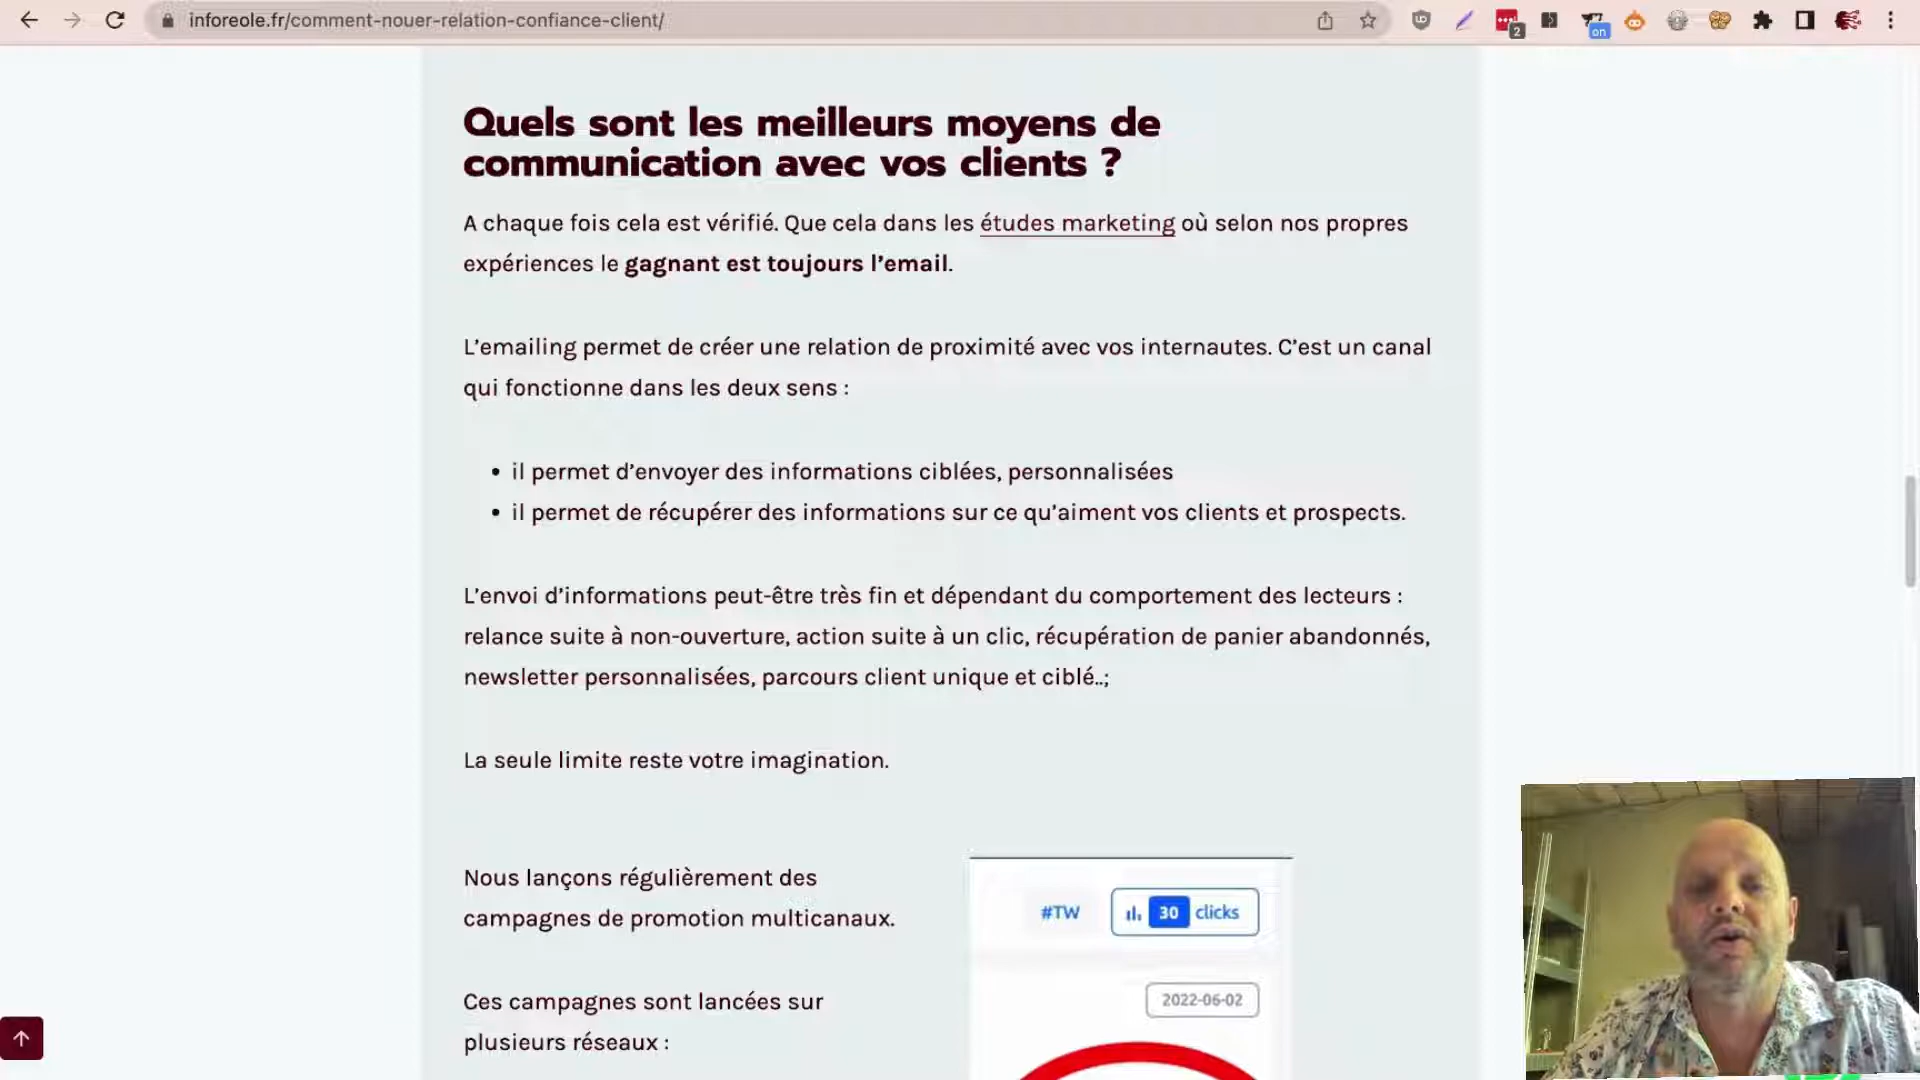 inforeole.fr/comment-nouer-relation-confiance-client/
2
on
Quels sont les meilleurs moyens de
communication avec vos clients ?
A chaque fois cela est vérifié. Que cela dans les études marketing où selon nos propres
expériences le gagnant est toujours l’email.
L’emailing permet de créer une relation de proximité avec vos internautes. C’est un canal
qui fonctionne dans les deux sens :
• il permet d’envoyer des informations ciblées, personnalisées
• il permet de récupérer des informations sur ce qu’aiment vos clients et prospects.
L’envoi d’informations peut-être très fin et dépendant du comportement des lecteurs :
relance suite à non-ouverture, action suite à un clic, récupération de panier abandonnés,
newsletter personnalisées, parcours client unique et ciblé..;
La seule limite reste votre imagination.
Nous lançons régulièrement des
campagnes de promotion multicanaux.
Ces campagnes sont lancées sur
plusieurs réseaux :
#TW
30 clicks
2022-06-02